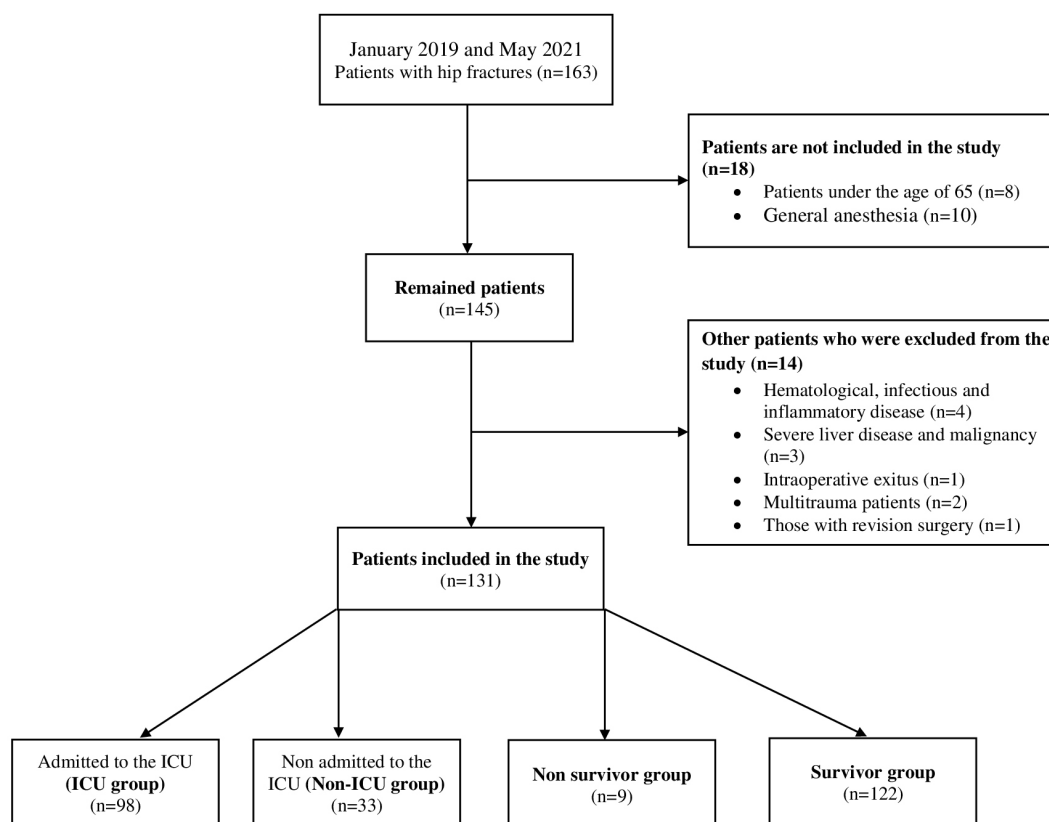 January 2019 and May 2021
Patients with hip fractures (n=163)
Patients are not included in the study
(n=18)
• Patients under the age of 65 (n=8)
• General anesthesia (n=10)
Remained patients
(n=145)
Other patients who were excluded from the
study (n=14)
• Hematological, infectious and
inflammatory disease (n=4)
• Severe liver disease and malignancy
(n=3)
• Intraoperative exitus (n=1)
• Multitrauma patients (n=2)
• Those with revision surgery (n=1)
Patients included in the study
(n=131)
Admitted to the ICU
(ICU group)
(n=98)
Non admitted to the
ICU (Non-ICU group)
(n=33)
Non survivor group
(n=9)
Survivor group
(n=122)